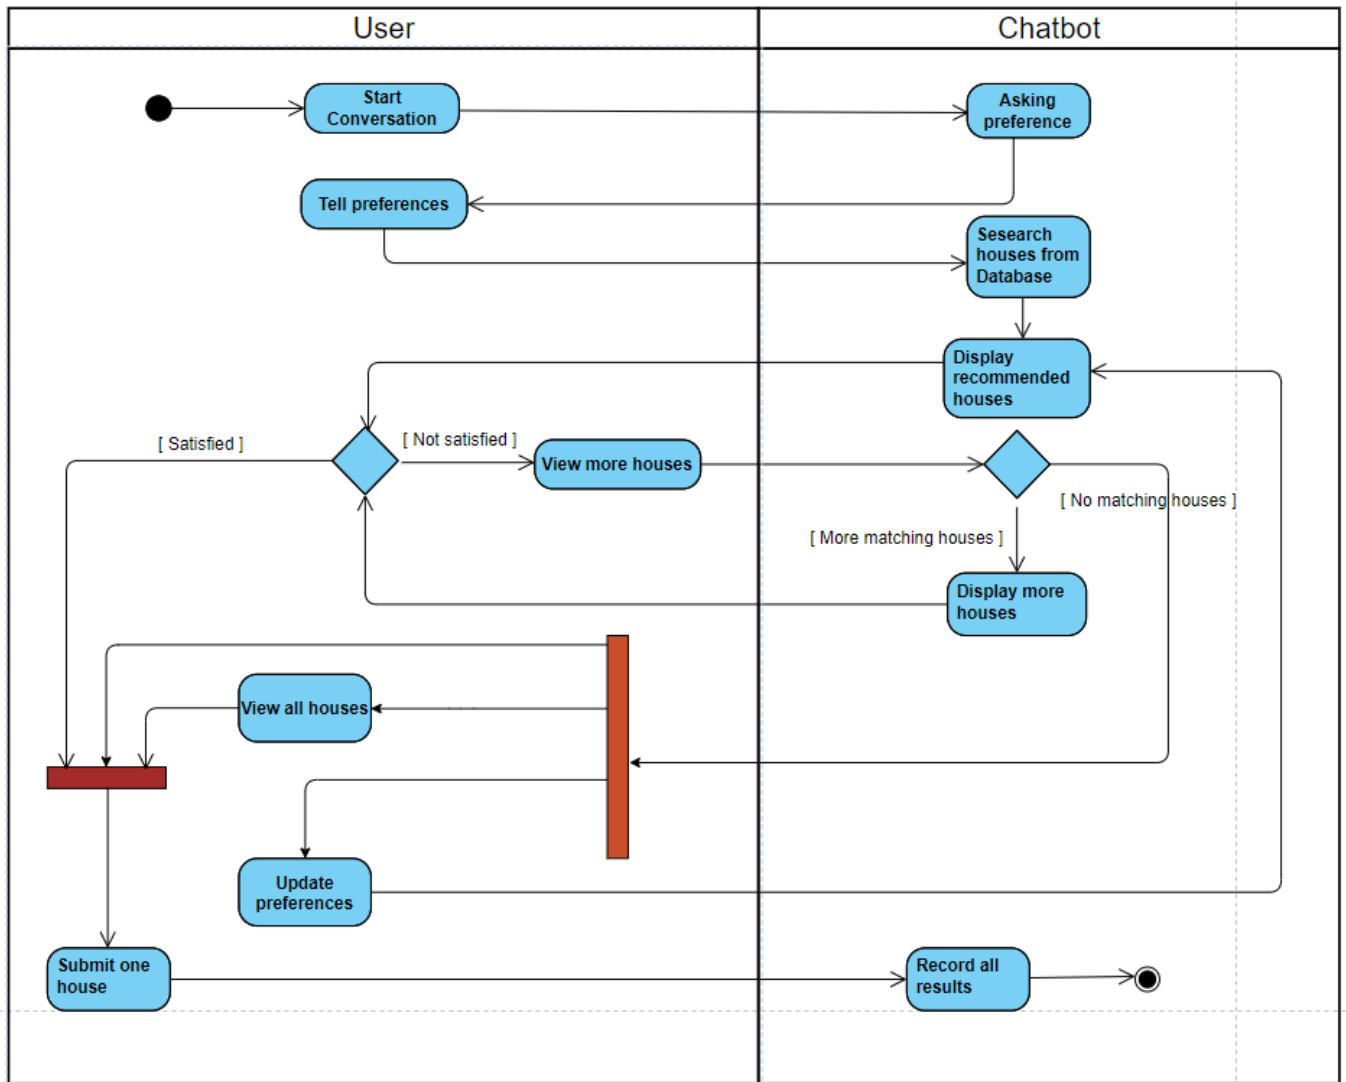 User
Chatbot
Start
Conversation
Asking
preference
Tell preferences
Sesearch
houses from
Database
Display
recommended
houses
[ Satisfied ]
[ Not satisfied ]
View more houses
[ No matching houses ]
[ More matching houses ]
Display more
houses
View all houses
Update
preferences
Submit one
house
Record all
results